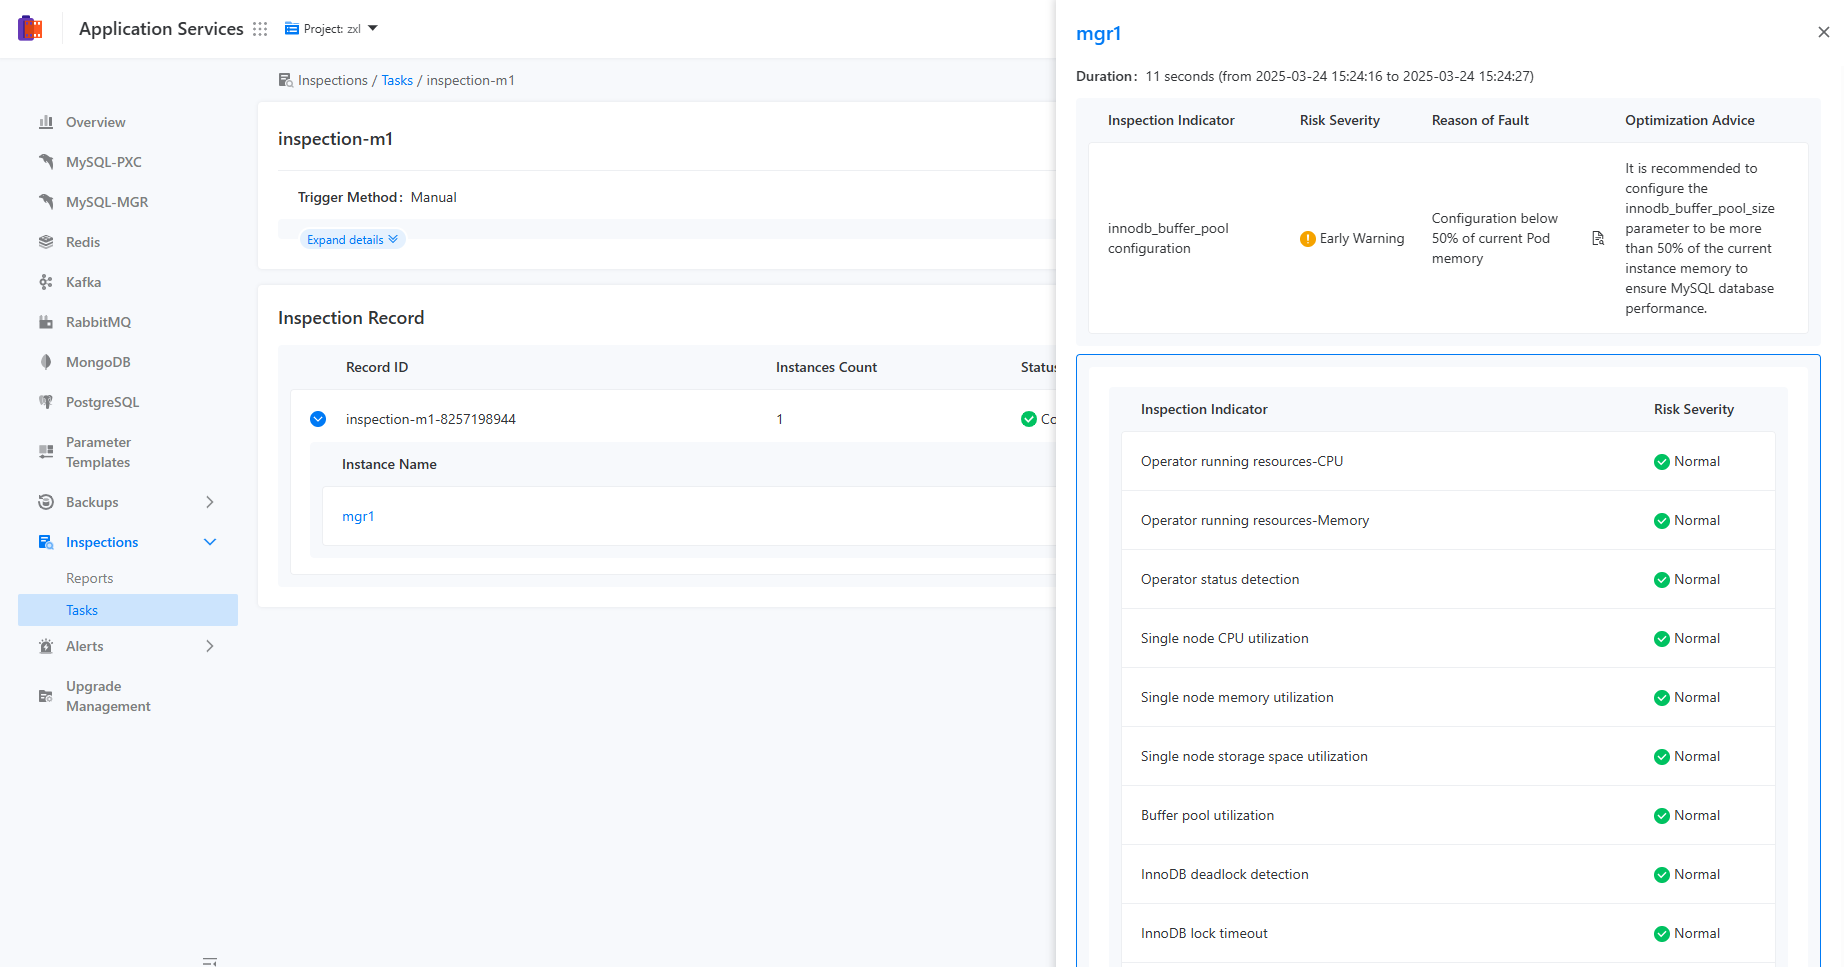 Application Services
Project: zxl
Overview
MySQL-PXC
MySQL-MGR
Redis
Kafka
RabbitMQ
MongoDB
PostgreSQL
Parameter
Templates
Backups
Inspections
Reports
Tasks
Alerts
Upgrade
Management
Inspections / Tasks / inspection-m1
inspection-m1
Trigger Method: Manual
Expand details
Inspection Record
Record ID Instances Count Status
inspection-m1-8257198944 1 Co
Instance Name
mgr1
mgr1
Duration: 11 seconds (from 2025-03-24 15:24:16 to 2025-03-24 15:24:27)
Inspection Indicator Risk Severity Reason of Fault Optimization Advice
innodb_buffer_pool
configuration
Early Warning
Configuration below
50% of current Pod
memory
It is recommended to
configure the
innodb_buffer_pool_size
parameter to be more
than 50% of the current
instance memory to
ensure MySQL database
performance.
Inspection Indicator Risk Severity
Operator running resources-CPU Normal
Operator running resources-Memory Normal
Operator status detection Normal
Single node CPU utilization Normal
Single node memory utilization Normal
Single node storage space utilization Normal
Buffer pool utilization Normal
InnoDB deadlock detection Normal
InnoDB lock timeout Normal